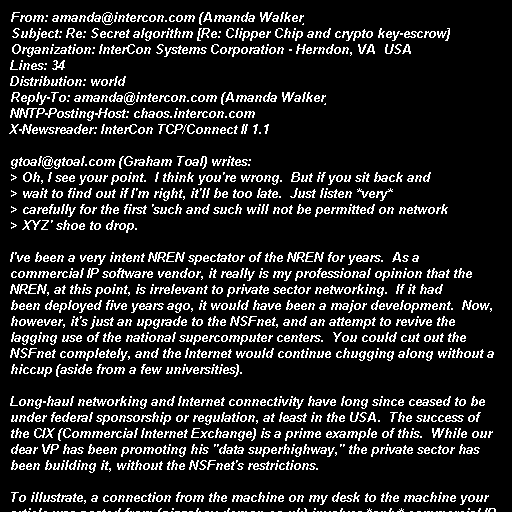 From: amanda@intercon.com (Amanda Walker)
Subject: Re: Secret algorithm [Re: Clipper Chip and crypto key-escrow]
Organization: InterCon Systems Corporation - Herndon, VA  USA
Lines: 34
Distribution: world
Reply-To: amanda@intercon.com (Amanda Walker)
NNTP-Posting-Host: chaos.intercon.com
X-Newsreader: InterCon TCP/Connect II 1.1

gtoal@gtoal.com (Graham Toal) writes:
> Oh, I see your point.  I think you're wrong.  But if you sit back and
> wait to find out if I'm right, it'll be too late.  Just listen *very*
> carefully for the first 'such and such will not be permitted on network
> XYZ' shoe to drop.

I've been a very intent NREN spectator of the NREN for years.  As a
commercial IP software vendor, it really is my professional opinion that the
NREN, at this point, is irrelevant to private sector networking.  If it had
been deployed five years ago, it would have been a major development.  Now,
however, it's just an upgrade to the NSFnet, and an attempt to revive the
lagging use of the national supercomputer centers.  You could cut out the
NSFnet completely, and the Internet would continue chugging along without a
hiccup (aside from a few universities).

Long-haul networking and Internet connectivity have long since ceased to be
under federal sponsorship or regulation, at least in the USA.  The success of
the CIX (Commercial Internet Exchange) is a prime example of this.  While our
dear VP has been promoting his "data superhighway," the private sector has
been building it, without the NSFnet's restrictions.

To illustrate, a connection from the machine on my desk to the machine your